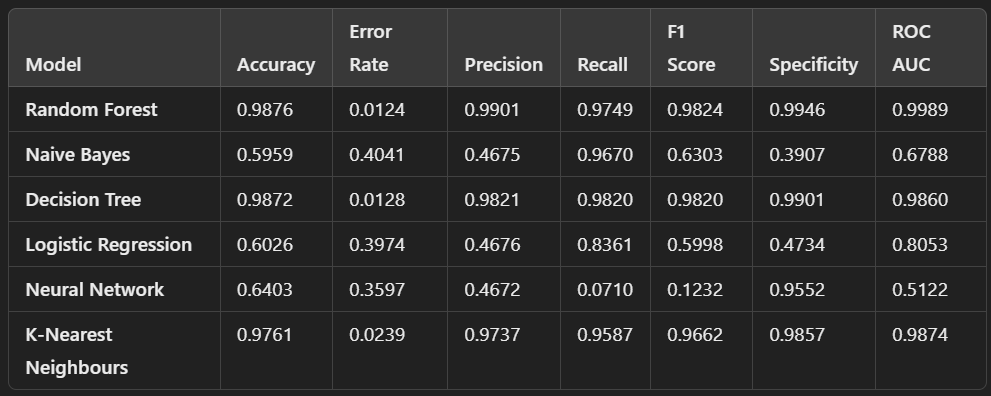 Model Accuracy Error Rate Precision Recall F1 Score Specificity ROC AUC
Random Forest 0.9876 0.0124 0.9901 0.9749 0.9824 0.9946 0.9989
Naive Bayes 0.5959 0.4041 0.4675 0.9670 0.6303 0.3907 0.6788
Decision Tree 0.9872 0.0128 0.9821 0.9820 0.9820 0.9901 0.9860
Logistic Regression 0.6026 0.3974 0.4676 0.8361 0.5998 0.4734 0.8053
Neural Network 0.6403 0.3597 0.4672 0.0710 0.1232 0.9552 0.5122
K-Nearest Neighbours 0.9761 0.0239 0.9737 0.9587 0.9662 0.9857 0.9874